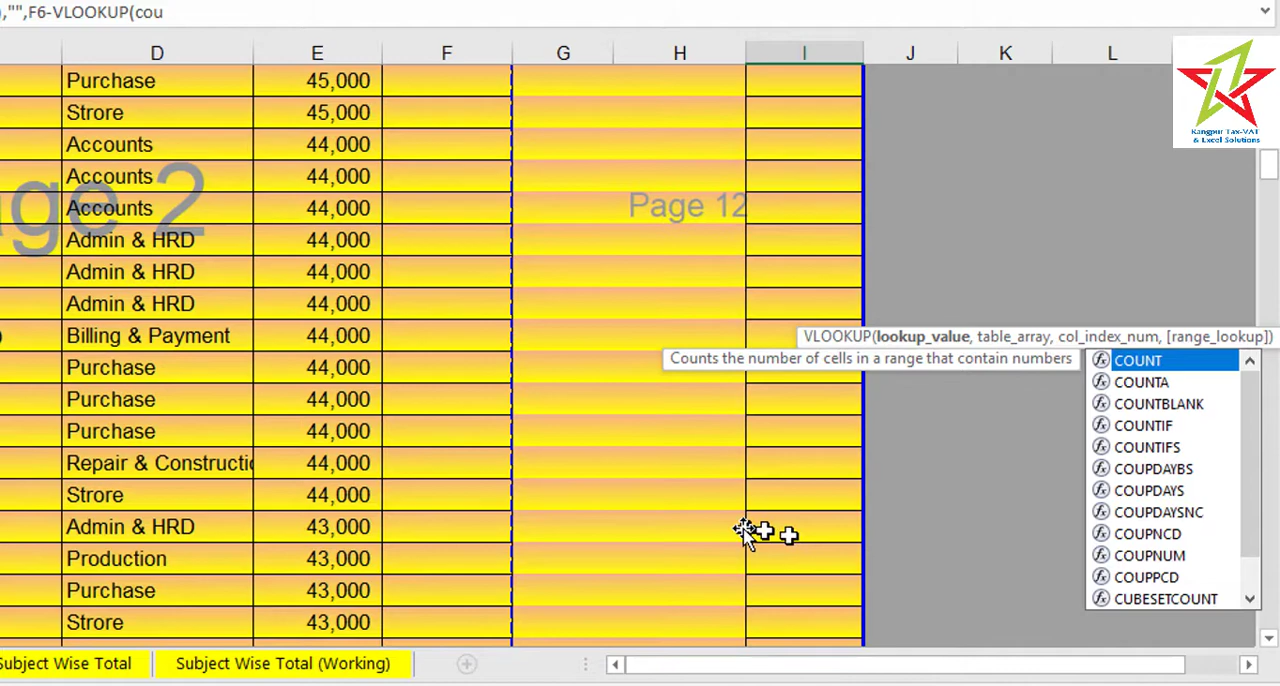 ),"",F6-VLOOKUP(cou
D E F G H I J K L
Purchase 45,000
Strore 45,000
Accounts 44,000
Accounts 44,000
Accounts 44,000
age 2
Page 12
Admin & HRD 44,000
Admin & HRD 44,000
Admin & HRD 44,000
) Billing & Payment 44,000
VLOOKUP(lookup_value, table_array, col_index_num, [range_lookup])
Counts the number of cells in a range that contain numbers
Purchase 44,000
Purchase 44,000
Purchase 44,000
Repair & Constructi 44,000
Strore 44,000
Admin & HRD 43,000
Production 43,000
Purchase 43,000
Strore 43,000
COUNT
COUNTA
COUNTBLANK
COUNTIF
COUNTIFS
COUPDAYBS
COUPDAYS
COUPDAYSNC
COUPNCD
COUPNUM
COUPPCD
CUBESETCOUNT
Subject Wise Total
Subject Wise Total (Working)
Kangpur Tax-VAT
& Excel Solutions